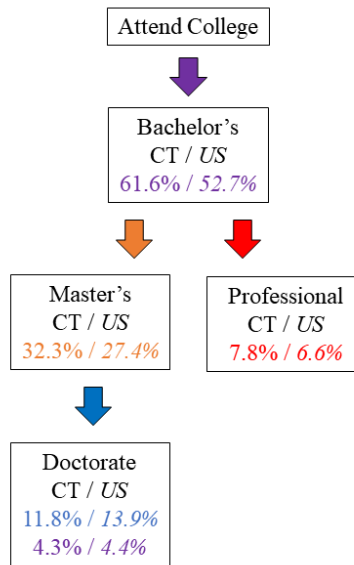 Attend College
Bachelor's
CT / US
61.6% / 52.7%
Master's
CT / US
32.3% / 27.4%
Professional
CT / US
7.8% / 6.6%
Doctorate
CT / US
11.8% / 13.9%
4.3% / 4.4%